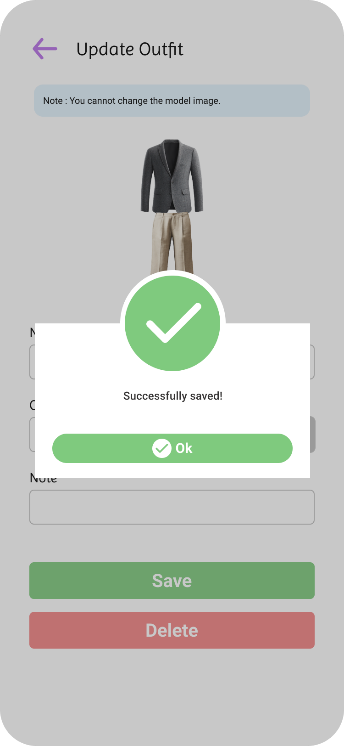 Update Outfit
Note : You cannot change the model image.
Successfully saved!
Ok
Note
Save
Delete